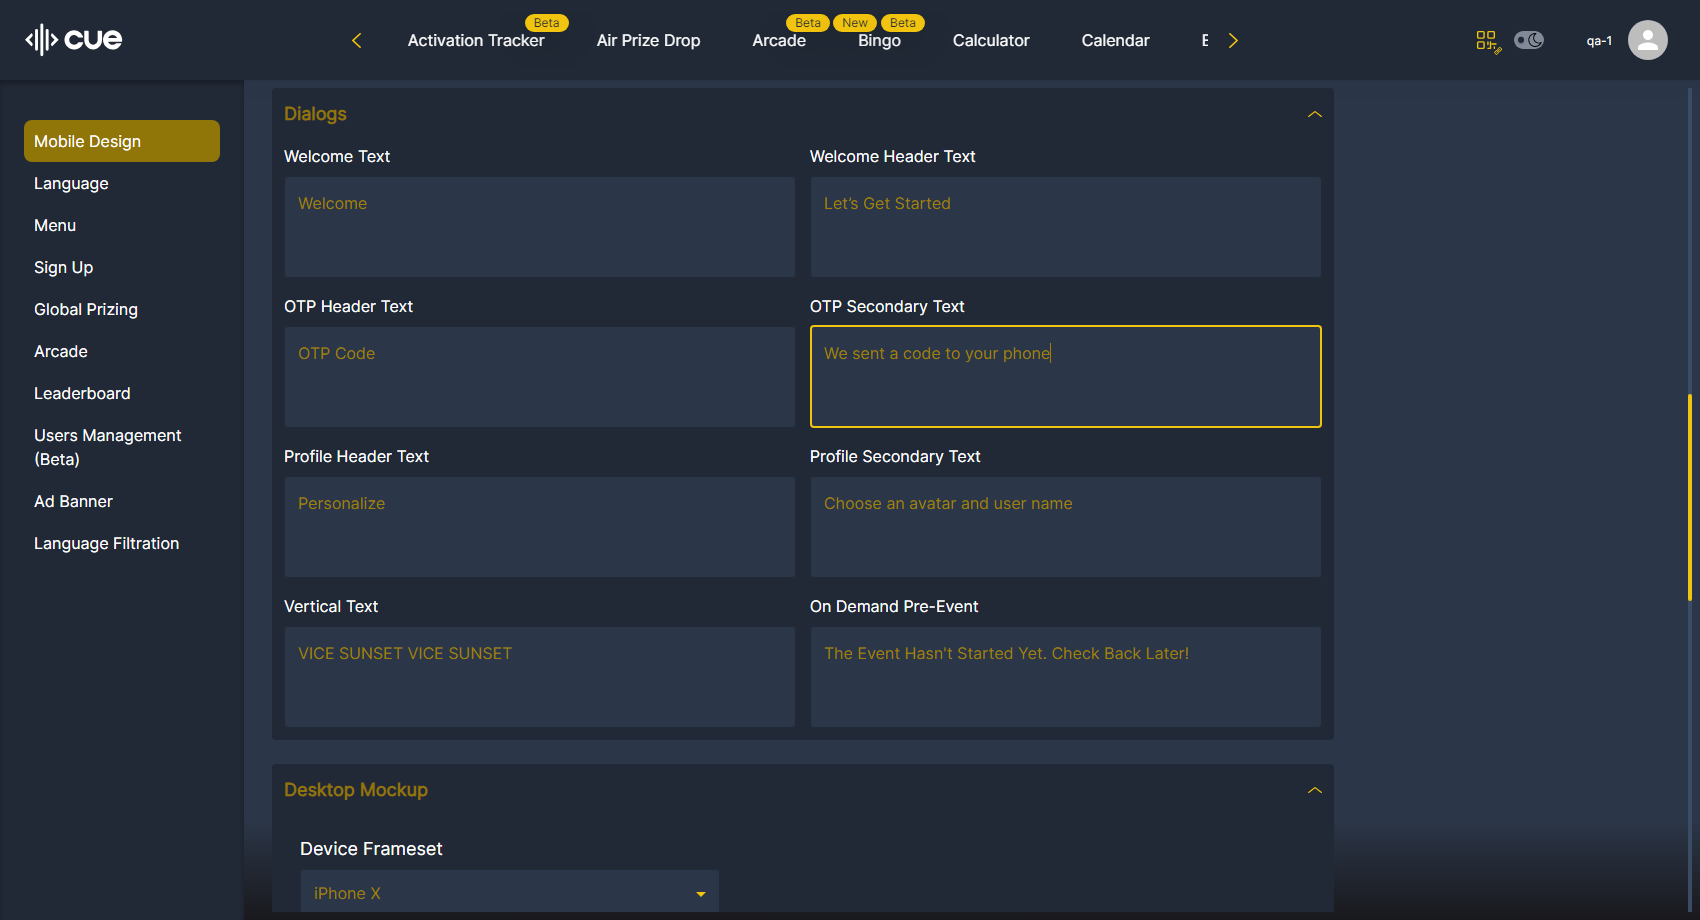 cue
Beta
Beta
New
Beta
Activation Tracker
Air Prize Drop
Arcade
Bingo
Calculator
Calendar
qa-1
Mobile Design
Language
Menu
Sign Up
Global Prizing
Arcade
Leaderboard
Users Management
(Beta)
Ad Banner
Language Filtration
Dialogs
Welcome Text
Welcome Header Text
Welcome
Let’s Get Started
OTP Header Text
OTP Secondary Text
OTP Code
We sent a code to your phone
Profile Header Text
Profile Secondary Text
Personalize
Choose an avatar and user name
Vertical Text
On Demand Pre-Event
VICE SUNSET VICE SUNSET
The Event Hasn't Started Yet. Check Back Later!
Desktop Mockup
Device Frameset
iPhone X